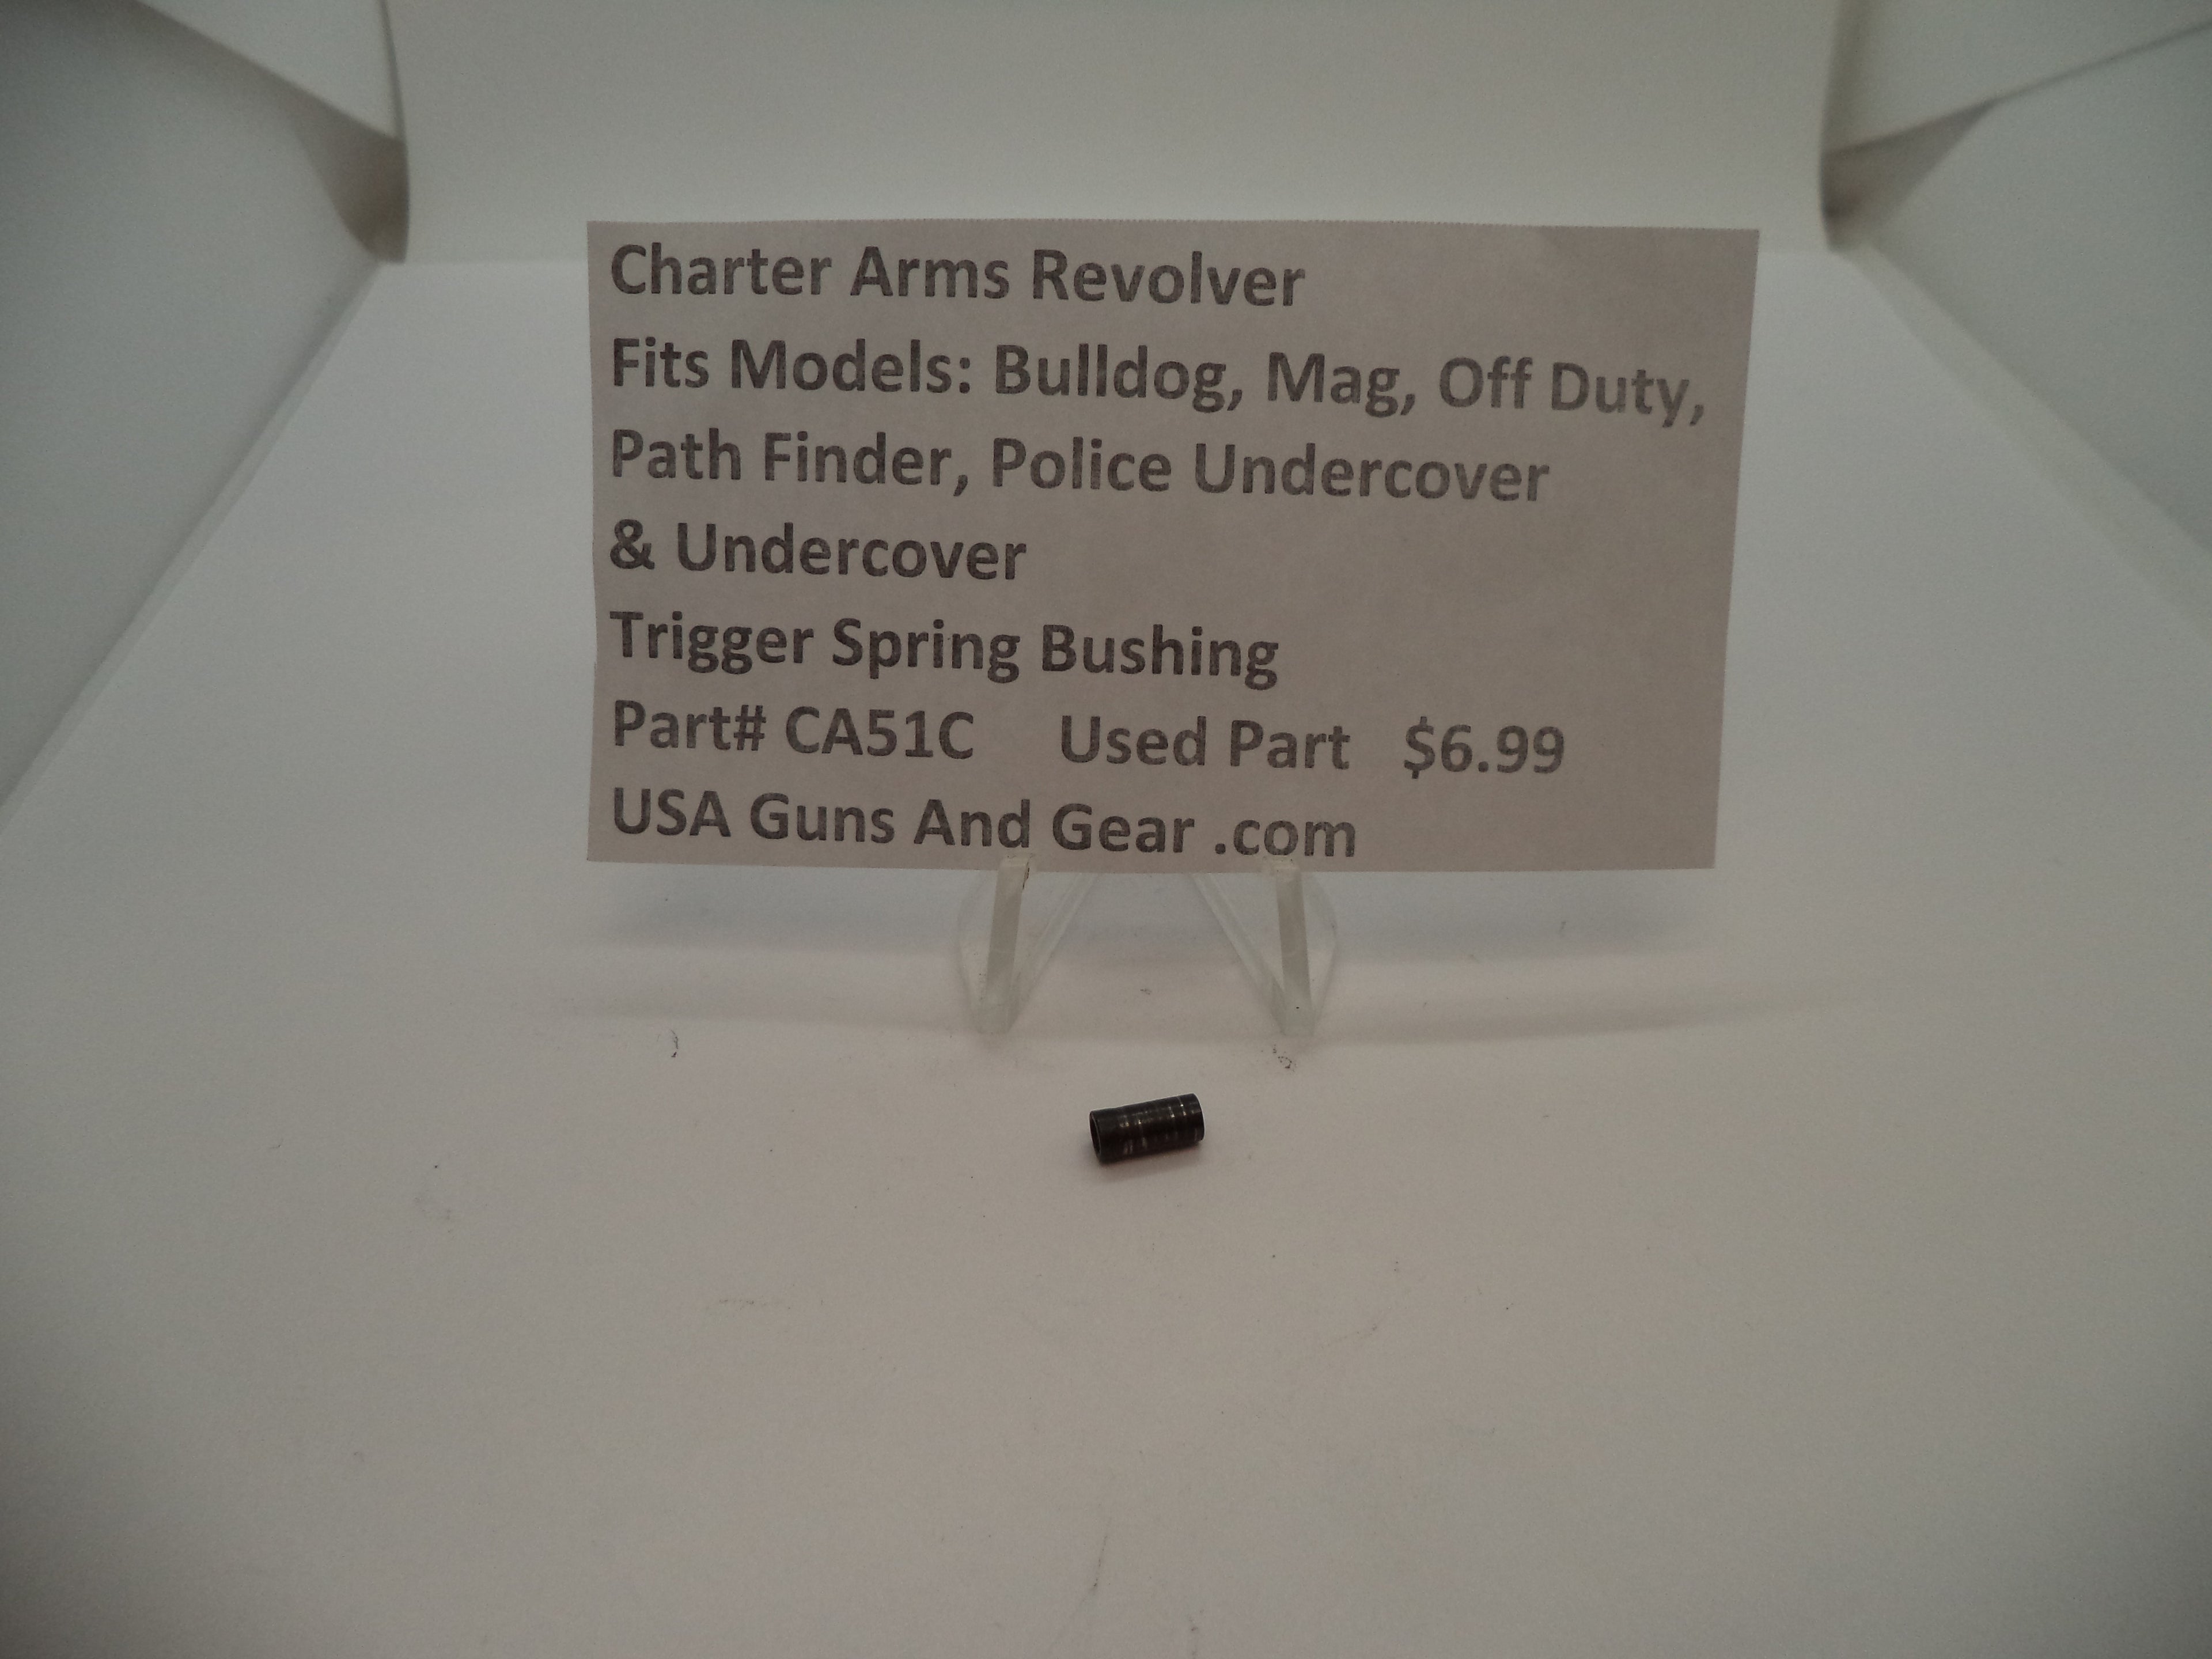 Charter Arms Revolver
Fits Models: Bulldog, Mag, Off Duty,
Path Finder, Police Undercover
& Undercover
Trigger Spring Bushing
Part# CA51C Used Part $6.99
USA Guns And Gear .com